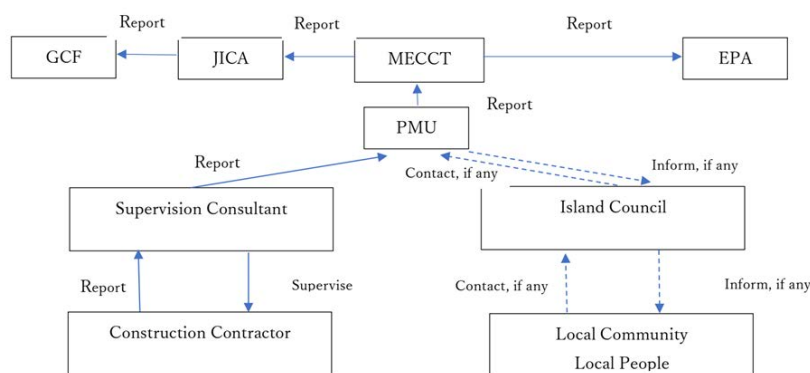 Report
Report
Report
GCF
JICA
MECCT
EPA
Report
PMU
Report
Contact, if any
Inform, if any
Supervision Consultant
Island Council
Report
Supervise
Contact, if any
Inform, if any
Construction Contractor
Local Community
Local People